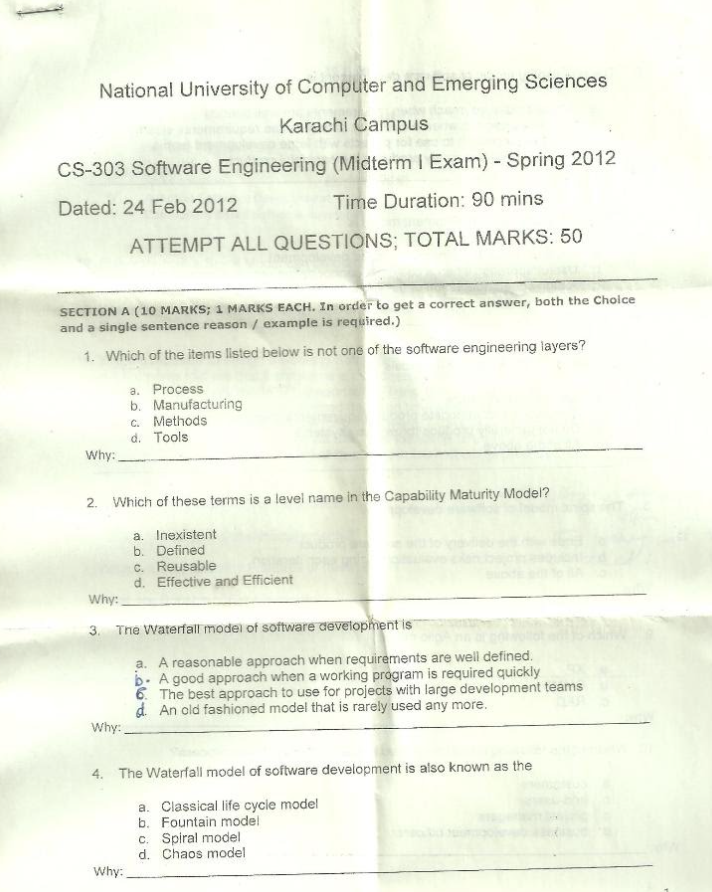 National University of Computer and Emerging Sciences
Karachi Campus
CS-303 Software Engineering (Midterm I Exam) - Spring 2012
Dated: 24 Feb 2012 Time Duration: 90 mins
ATTEMPT ALL QUESTIONS; TOTAL MARKS: 50
SECTION A (10 MARKS; 1 MARKS EACH. In order to get a correct answer, both the Choice
and a single sentence reason / example is required.)
1. Which of the items listed below is not one of the software engineering layers?
a. Process
b. Manufacturing
c. Methods
d. Tools
Why:
2. Which of these terms is a level name in the Capability Maturity Model?
a. Inexistent
b. Defined
c. Reusable
d. Effective and Efficient
Why:
3. The Waterfall model of software development is
a. A reasonable approach when requirements are well defined.
b. A good approach when a working program is required quickly
c. The best approach to use for projects with large development teams
d. An old fashioned model that is rarely used any more.
Why:
4. The Waterfall model of software development is also known as the
a. Classical life cycle model
b. Fountain model
c. Spiral model
d. Chaos model
Why: